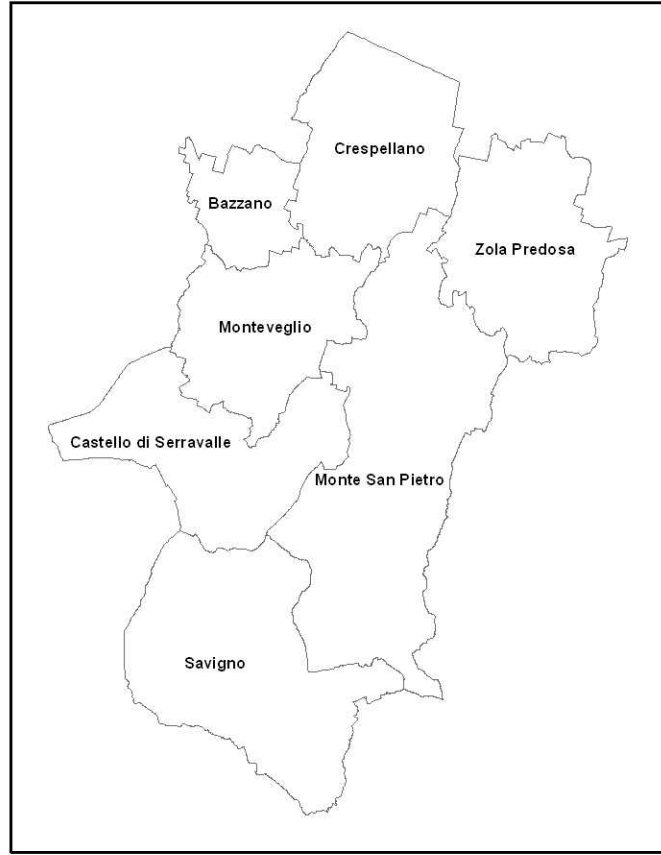 Crespellano
Bazzano
Zola Predosa
Monteveglio
Castello di Serravalle
Monte San Pietro
Savigno